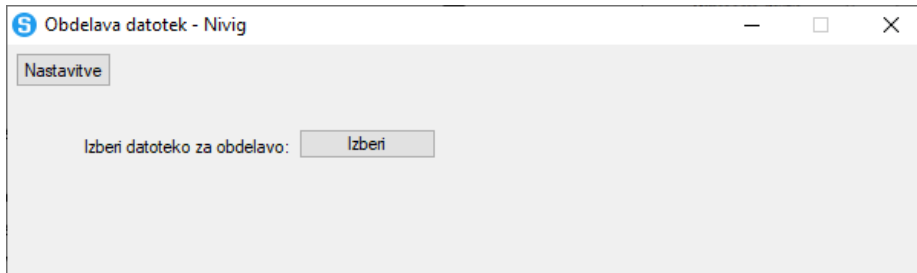 S Obdelava datotek - Nivig
Nastavitve
Izberi datoteko za obdelavo: Izberi